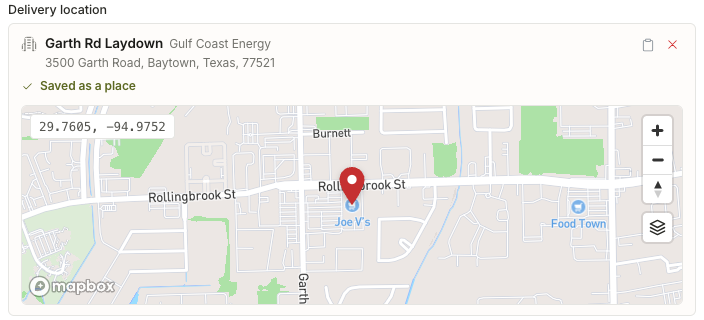 Delivery location
Garth Rd Laydown Gulf Coast Energy
3500 Garth Road, Baytown, Texas, 77521
Saved as a place
29.7605, −94.9752
Burnett
Rollingbrook St
Rollingbrook St
Joe V's
Food Town
Garth
mapbox